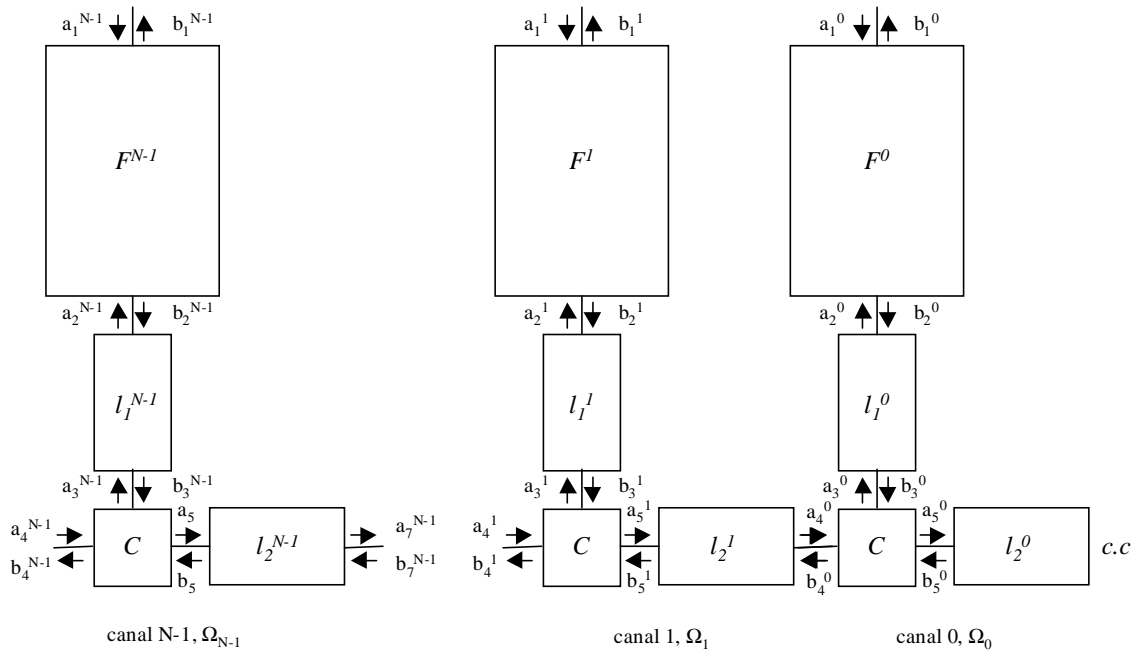 a₁ᴺ⁻¹ b₁ᴺ⁻¹ a₁¹ b₁¹ a₁⁰ b₁⁰
Fᴺ⁻¹ F¹ F⁰
a₂ᴺ⁻¹ b₂ᴺ⁻¹ a₂¹ b₂¹ a₂⁰ b₂⁰
l₁ᴺ⁻¹ l₁¹ l₁⁰
a₃ᴺ⁻¹ b₃ᴺ⁻¹ a₃¹ b₃¹ a₃⁰ b₃⁰
a₄ᴺ⁻¹ a₅ a₇ᴺ⁻¹ a₄¹ a₅¹ a₄⁰ a₅⁰
C l₂ᴺ⁻¹ C l₂¹ C l₂⁰ c.c
b₄ᴺ⁻¹ b₅ b₇ᴺ⁻¹ b₄¹ b₅¹ b₄⁰ b₅⁰
canal N-1, Ω_N-1 canal 1, Ω₁ canal 0, Ω₀